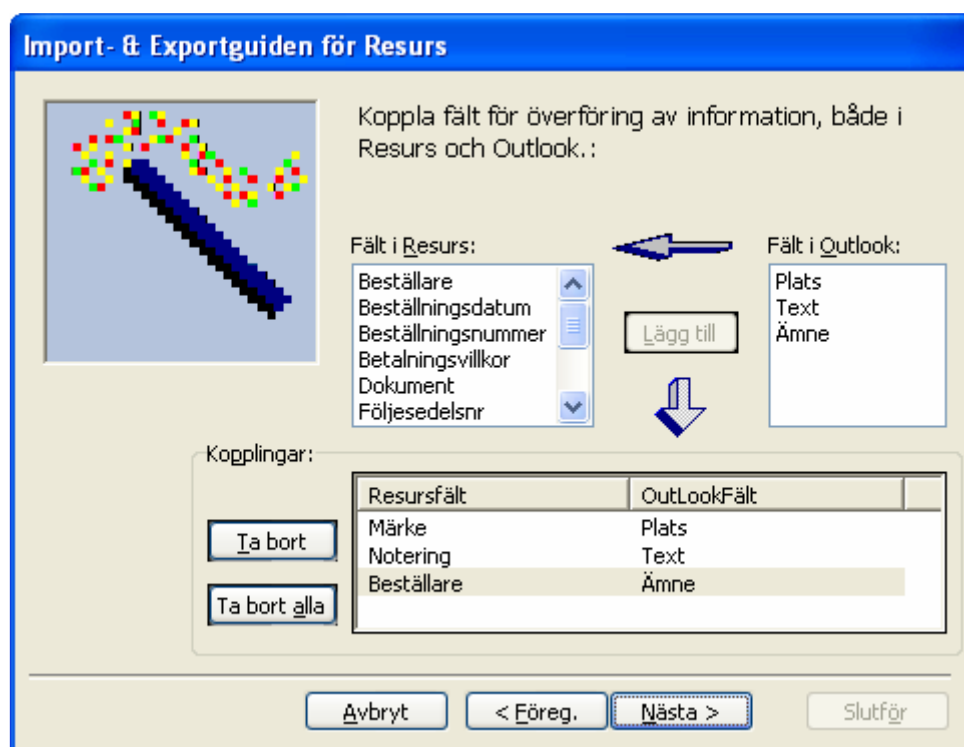 Import- & Exportguiden för Resurs
Koppla fält för överföring av information, både i
Resurs och Outlook.:
Fält i Resurs:
Beställare
Beställningsdatum
Beställningsnummer
Betalningsvillkor
Dokument
Följesedelsnr
Lägg till
Fält i Outlook:
Plats
Text
Ämne
Kopplingar:
Ta bort
Ta bort alla
Resursfält OutLookFält
Märke Plats
Notering Text
Beställare Ämne
Avbryt
< Föreg.
Nästa >
Slutför